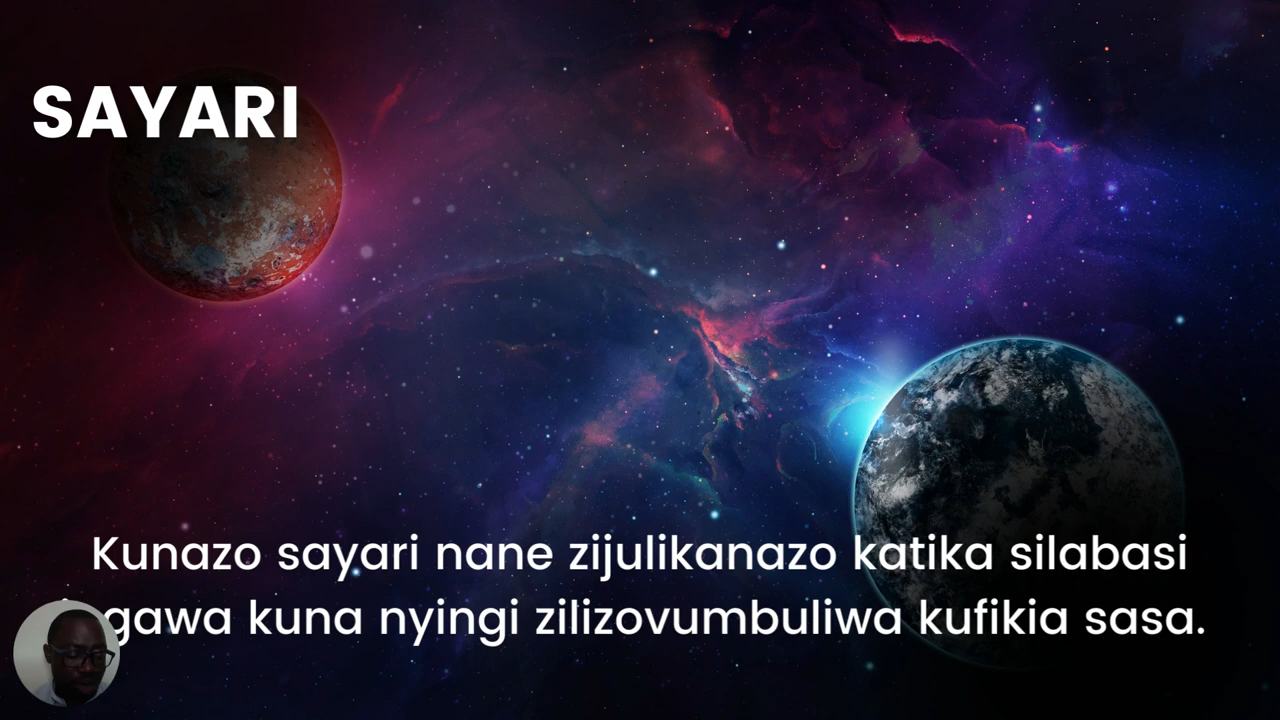 SAYARI
Kunazo sayari nane zijulikanazo katika silabasi
kuna nyingi zilizovumbuliwa kufikia sasa.